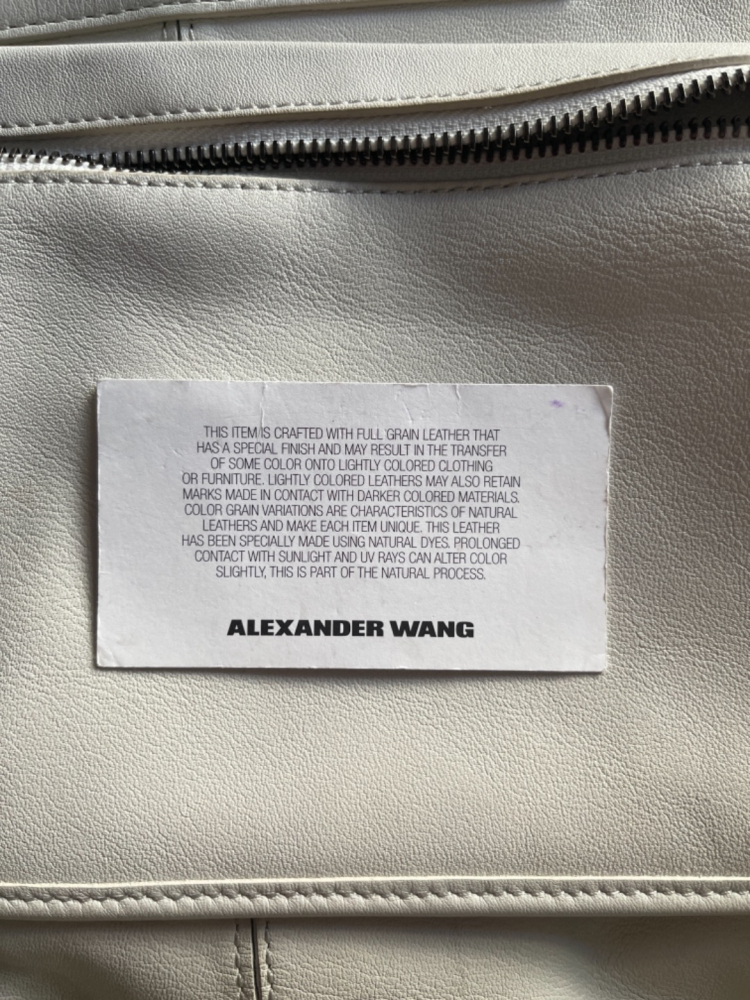 THIS ITEM IS CRAFTED WITH FULL GRAIN LEATHER THAT
HAS A SPECIAL FINISH AND MAY RESULT IN THE TRANSFER
OF SOME COLOR ONTO LIGHTLY COLORED CLOTHING
OR FURNITURE. LIGHTLY COLORED LEATHERS MAY ALSO RETAIN
MARKS MADE IN CONTACT WITH DARKER COLORED MATERIALS.
COLOR GRAIN VARIATIONS ARE CHARACTERISTICS OF NATURAL
LEATHERS AND MAKE EACH ITEM UNIQUE. THIS LEATHER
HAS BEEN SPECIALLY MADE USING NATURAL DYES. PROLONGED
CONTACT WITH SUNLIGHT AND UV RAYS CAN ALTER COLOR
SLIGHTLY, THIS IS PART OF THE NATURAL PROCESS.
ALEXANDER WANG